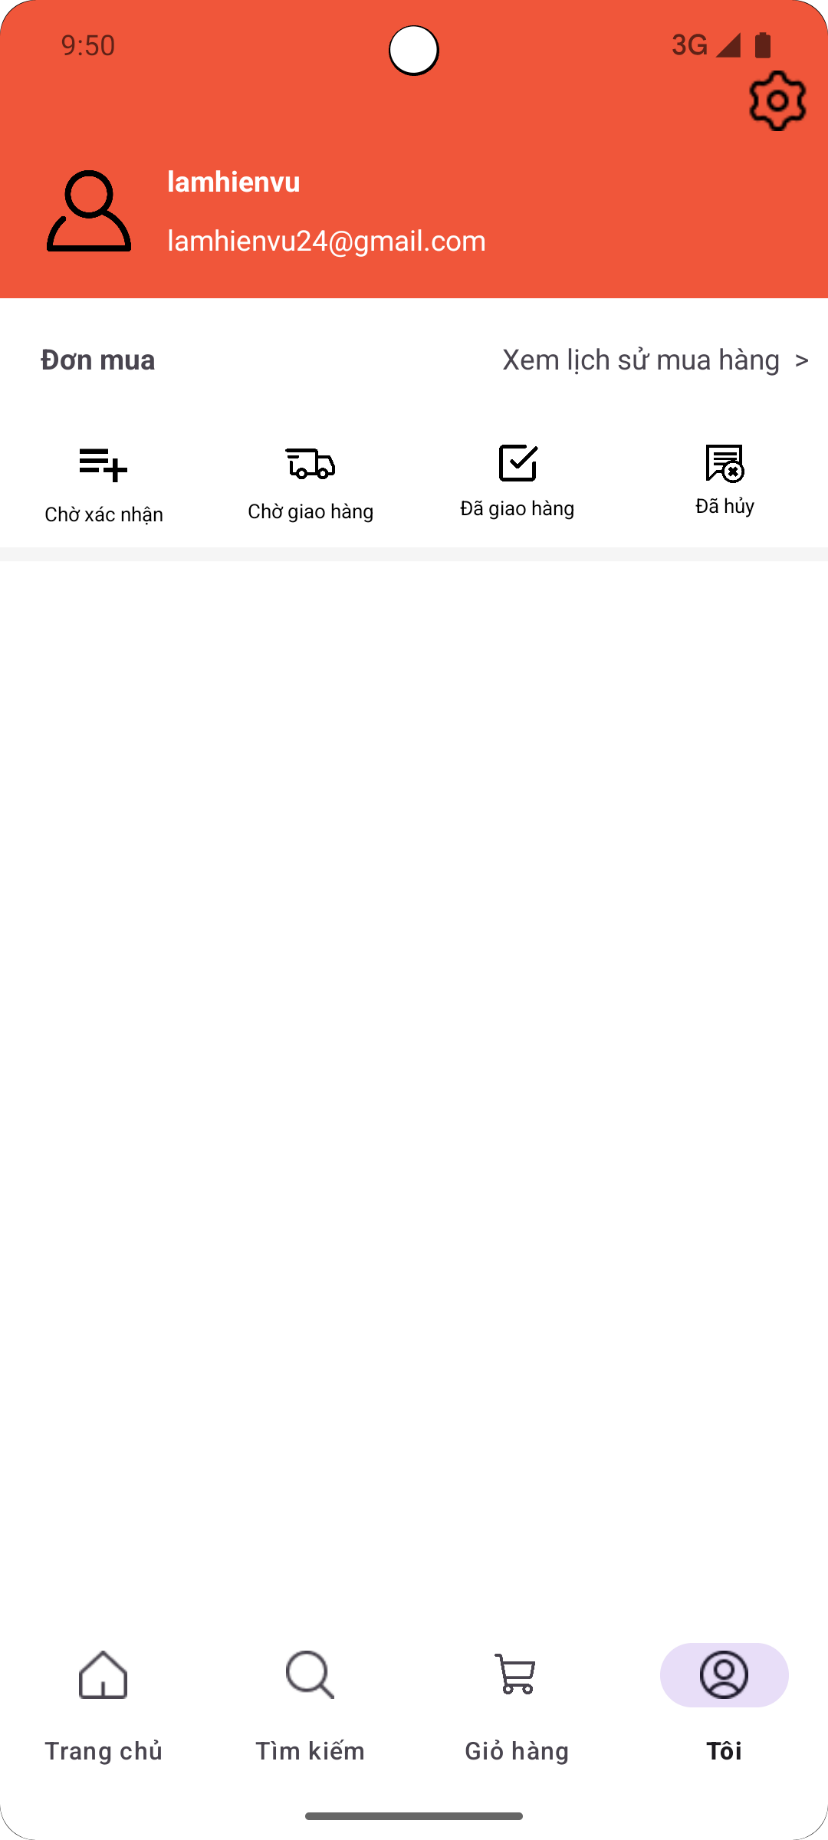 9:50
3G
lamhienvu
lamhienvu24@gmail.com
Đơn mua
Xem lịch sử mua hàng >
Chờ xác nhận
Chờ giao hàng
Đã giao hàng
Đã hủy
Trang chủ
Tìm kiếm
Giỏ hàng
Tôi